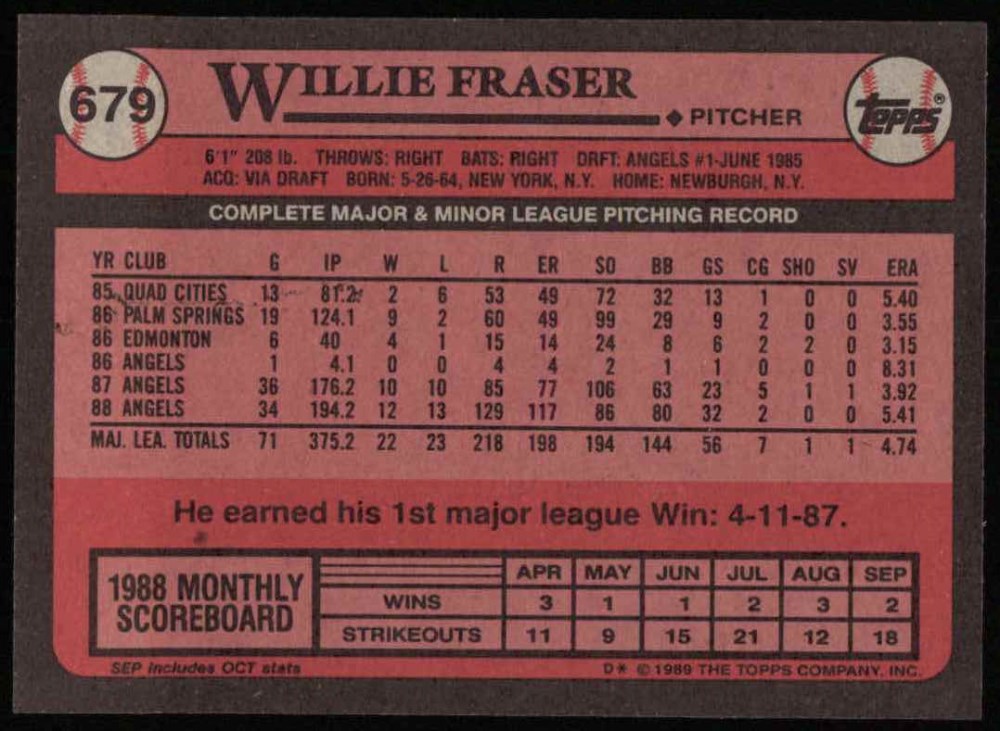 679
WILLIE FRASER
◆ PITCHER
Topps®
6'1" 208 lb. THROWS: RIGHT BATS: RIGHT DRFT: ANGELS #1-JUNE 1985
ACQ: VIA DRAFT BORN: 5-26-64, NEW YORK, N.Y. HOME: NEWBURGH, N.Y.
COMPLETE MAJOR & MINOR LEAGUE PITCHING RECORD
YR CLUB G IP W L R ER SO BB GS CG SHO SV ERA
85 QUAD CITIES 13 81.2 2 6 53 49 72 32 13 1 0 0 5.40
86 PALM SPRINGS 19 124.1 9 2 60 49 99 29 9 2 0 0 3.55
86 EDMONTON 6 40 4 1 15 14 24 8 6 2 2 0 3.15
86 ANGELS 1 4.1 0 0 4 4 2 1 1 0 0 0 8.31
87 ANGELS 36 176.2 10 10 85 77 106 63 23 5 1 1 3.92
88 ANGELS 34 194.2 12 13 129 117 86 80 32 2 0 0 5.41
MAJ. LEA. TOTALS 71 375.2 22 23 218 198 194 144 56 7 1 1 4.74
He earned his 1st major league Win: 4-11-87.
1988 MONTHLY SCOREBOARD
APR MAY JUN JUL AUG SEP
WINS 3 1 1 2 3 2
STRIKEOUTS 11 9 15 21 12 18
SEP includes OCT stats
D* © 1989 THE TOPPS COMPANY, INC.